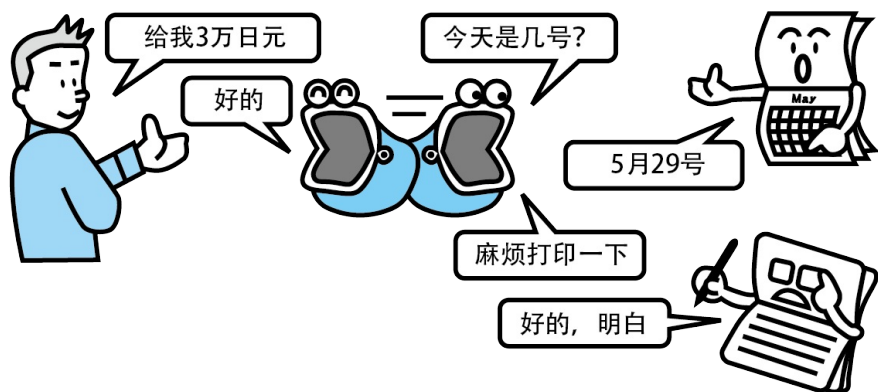 给我3万日元
好的
今天是几号？
May
5月29号
麻烦打印一下
好的，明白